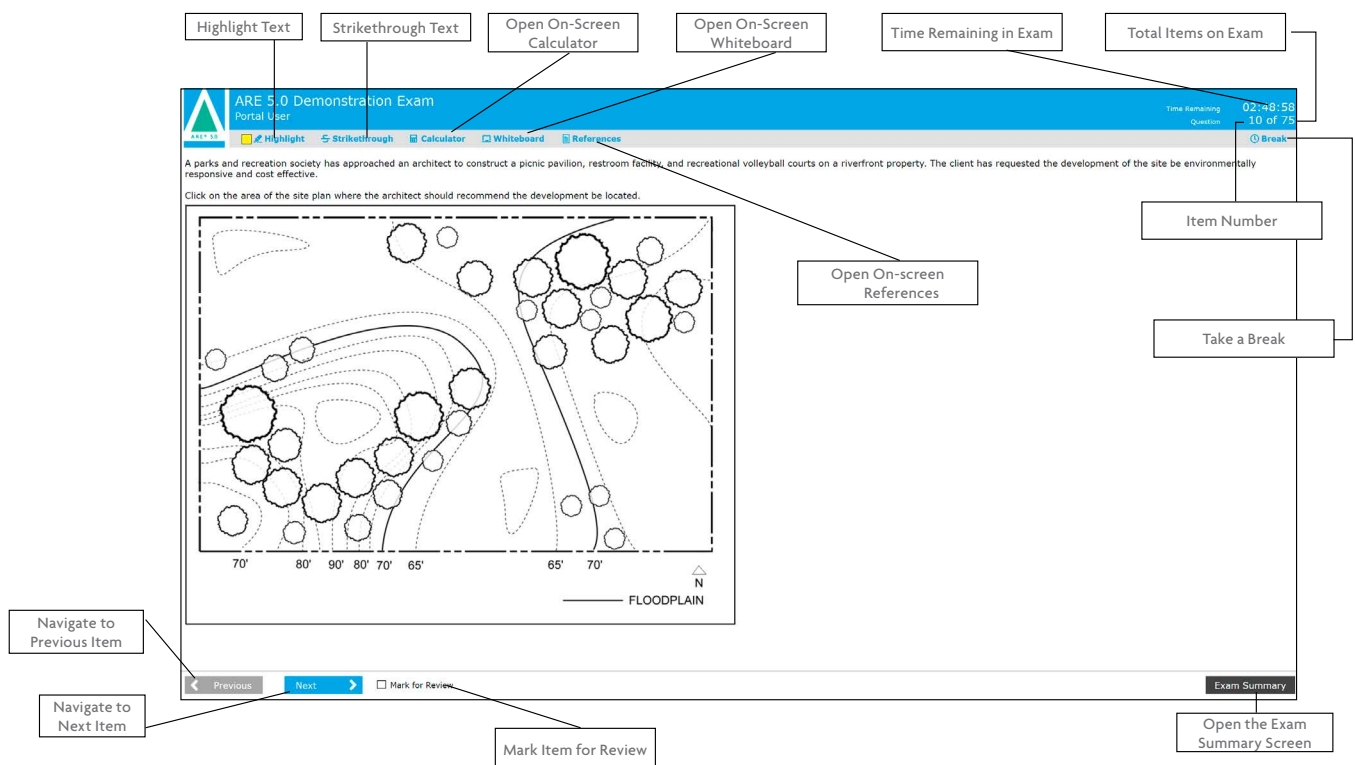 Highlight Text
Strikethrough Text
Open On-Screen
Calculator
Open On-Screen
Whiteboard
Time Remaining in Exam
Total Items on Exam
ARE 5.0 Demonstration Exam
Portal User
Time Remaining 02:48:58
Question 10 of 75
ARE® 5.0
Highlight Strikethrough Calculator Whiteboard References Break
A parks and recreation society has approached an architect to construct a picnic pavilion, restroom facility, and recreational volleyball courts on a riverfront property. The client has requested the development of the site be environmentally
responsive and cost effective.
Click on the area of the site plan where the architect should recommend the development be located.
Item Number
Open On-screen
References
Take a Break
70' 80' 90' 80' 70' 65' 65' 70'
N
FLOODPLAIN
Navigate to
Previous Item
Previous Next Mark for Review Exam Summary
Navigate to
Next Item
Mark Item for Review
Open the Exam
Summary Screen